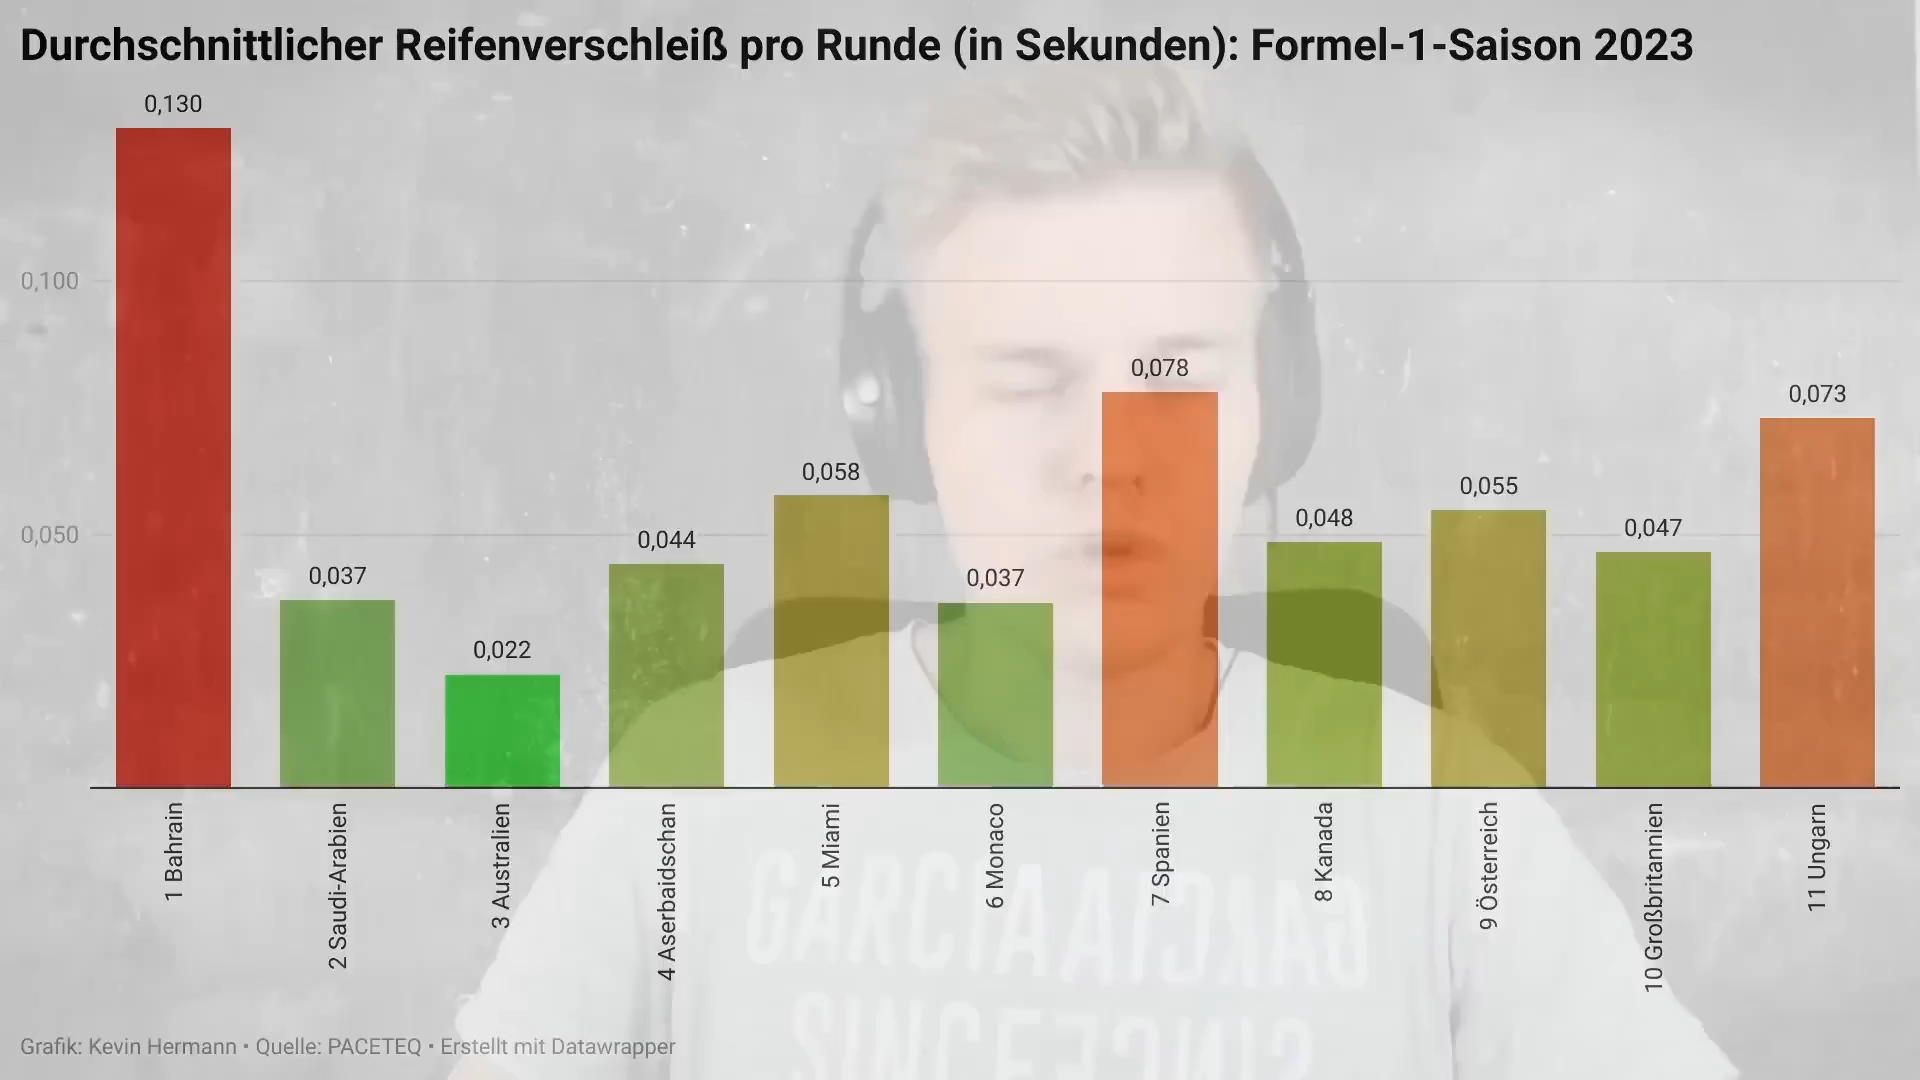 Durchschnittlicher Reifenverschleiß pro Runde (in Sekunden): Formel-1-Saison 2023
0,130
0,100
0,078
0,073
0,058
0,055
0,048
0,050
0,047
0,044
0,037
0,037
0,022
1 Bahrain
2 Saudi-Arabien
3 Australien
4 Aserbaidschan
5 Miami
6 Monaco
7 Spanien
8 Kanada
9 Österreich
10 Großbritannien
11 Ungarn
GARCIA
Grafik: Kevin Hermann • Quelle: PACETEQ • Erstellt mit Datawrapper